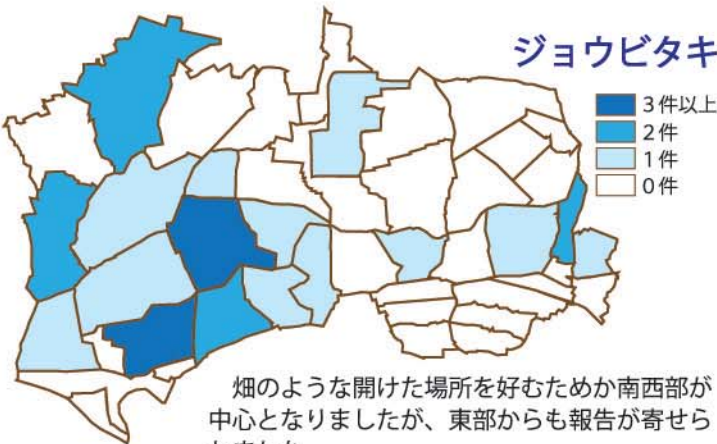 ジョウビタキ
3件以上
2件
1件
0件
畑のような開けた場所を好むためか南西部が
中心となりましたが、東部からも報告が寄せら